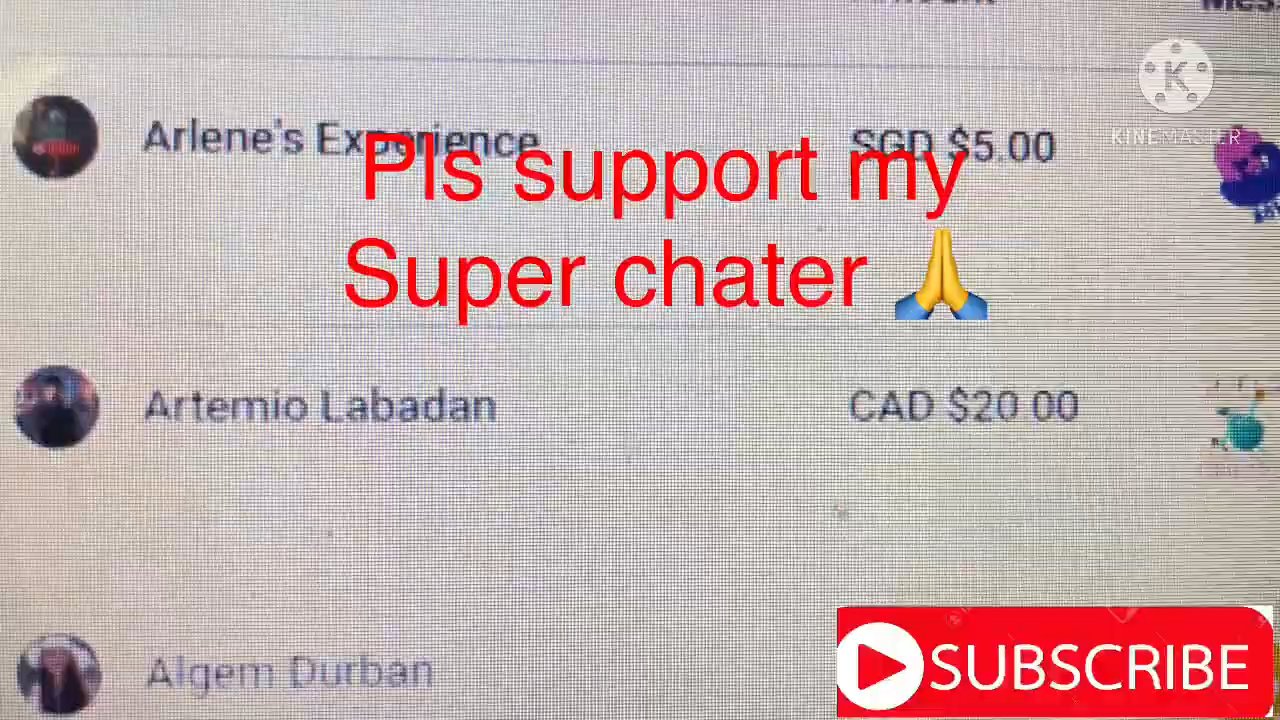 KINEMASTER
Arlene's Experience SGD $5.00
Pls support my
Super chater 🙏
Artemio Labadan CAD $20.00
Algem Durban
SUBSCRIBE